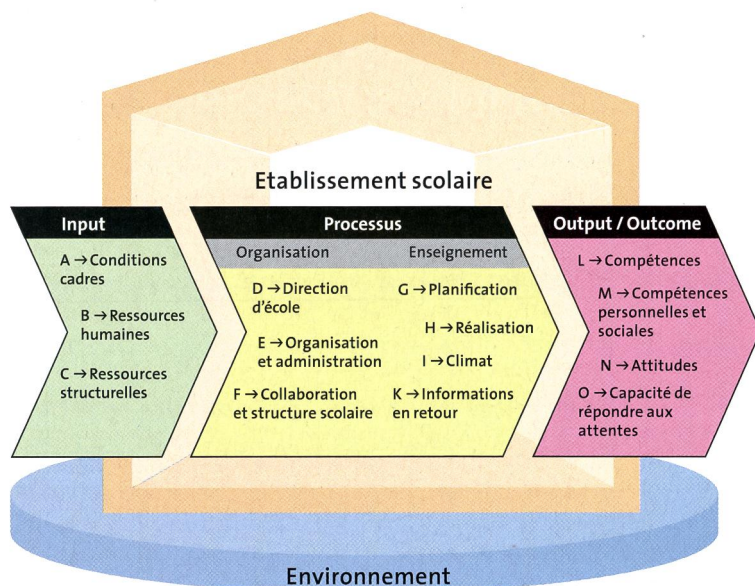 Etablissement scolaire
Input
A → Conditions
cadres
B → Ressources
humaines
C → Ressources
structurelles
Processus
Organisation
D → Direction
d'école
E → Organisation
et administration
F → Collaboration
et structure scolaire
Enseignement
G → Planification
H → Réalisation
I → Climat
K → Informations
en retour
Output / Outcome
L → Compétences
M → Compétences
personnelles et
sociales
N → Attitudes
O → Capacité de
répondre aux
attentes
Environnement